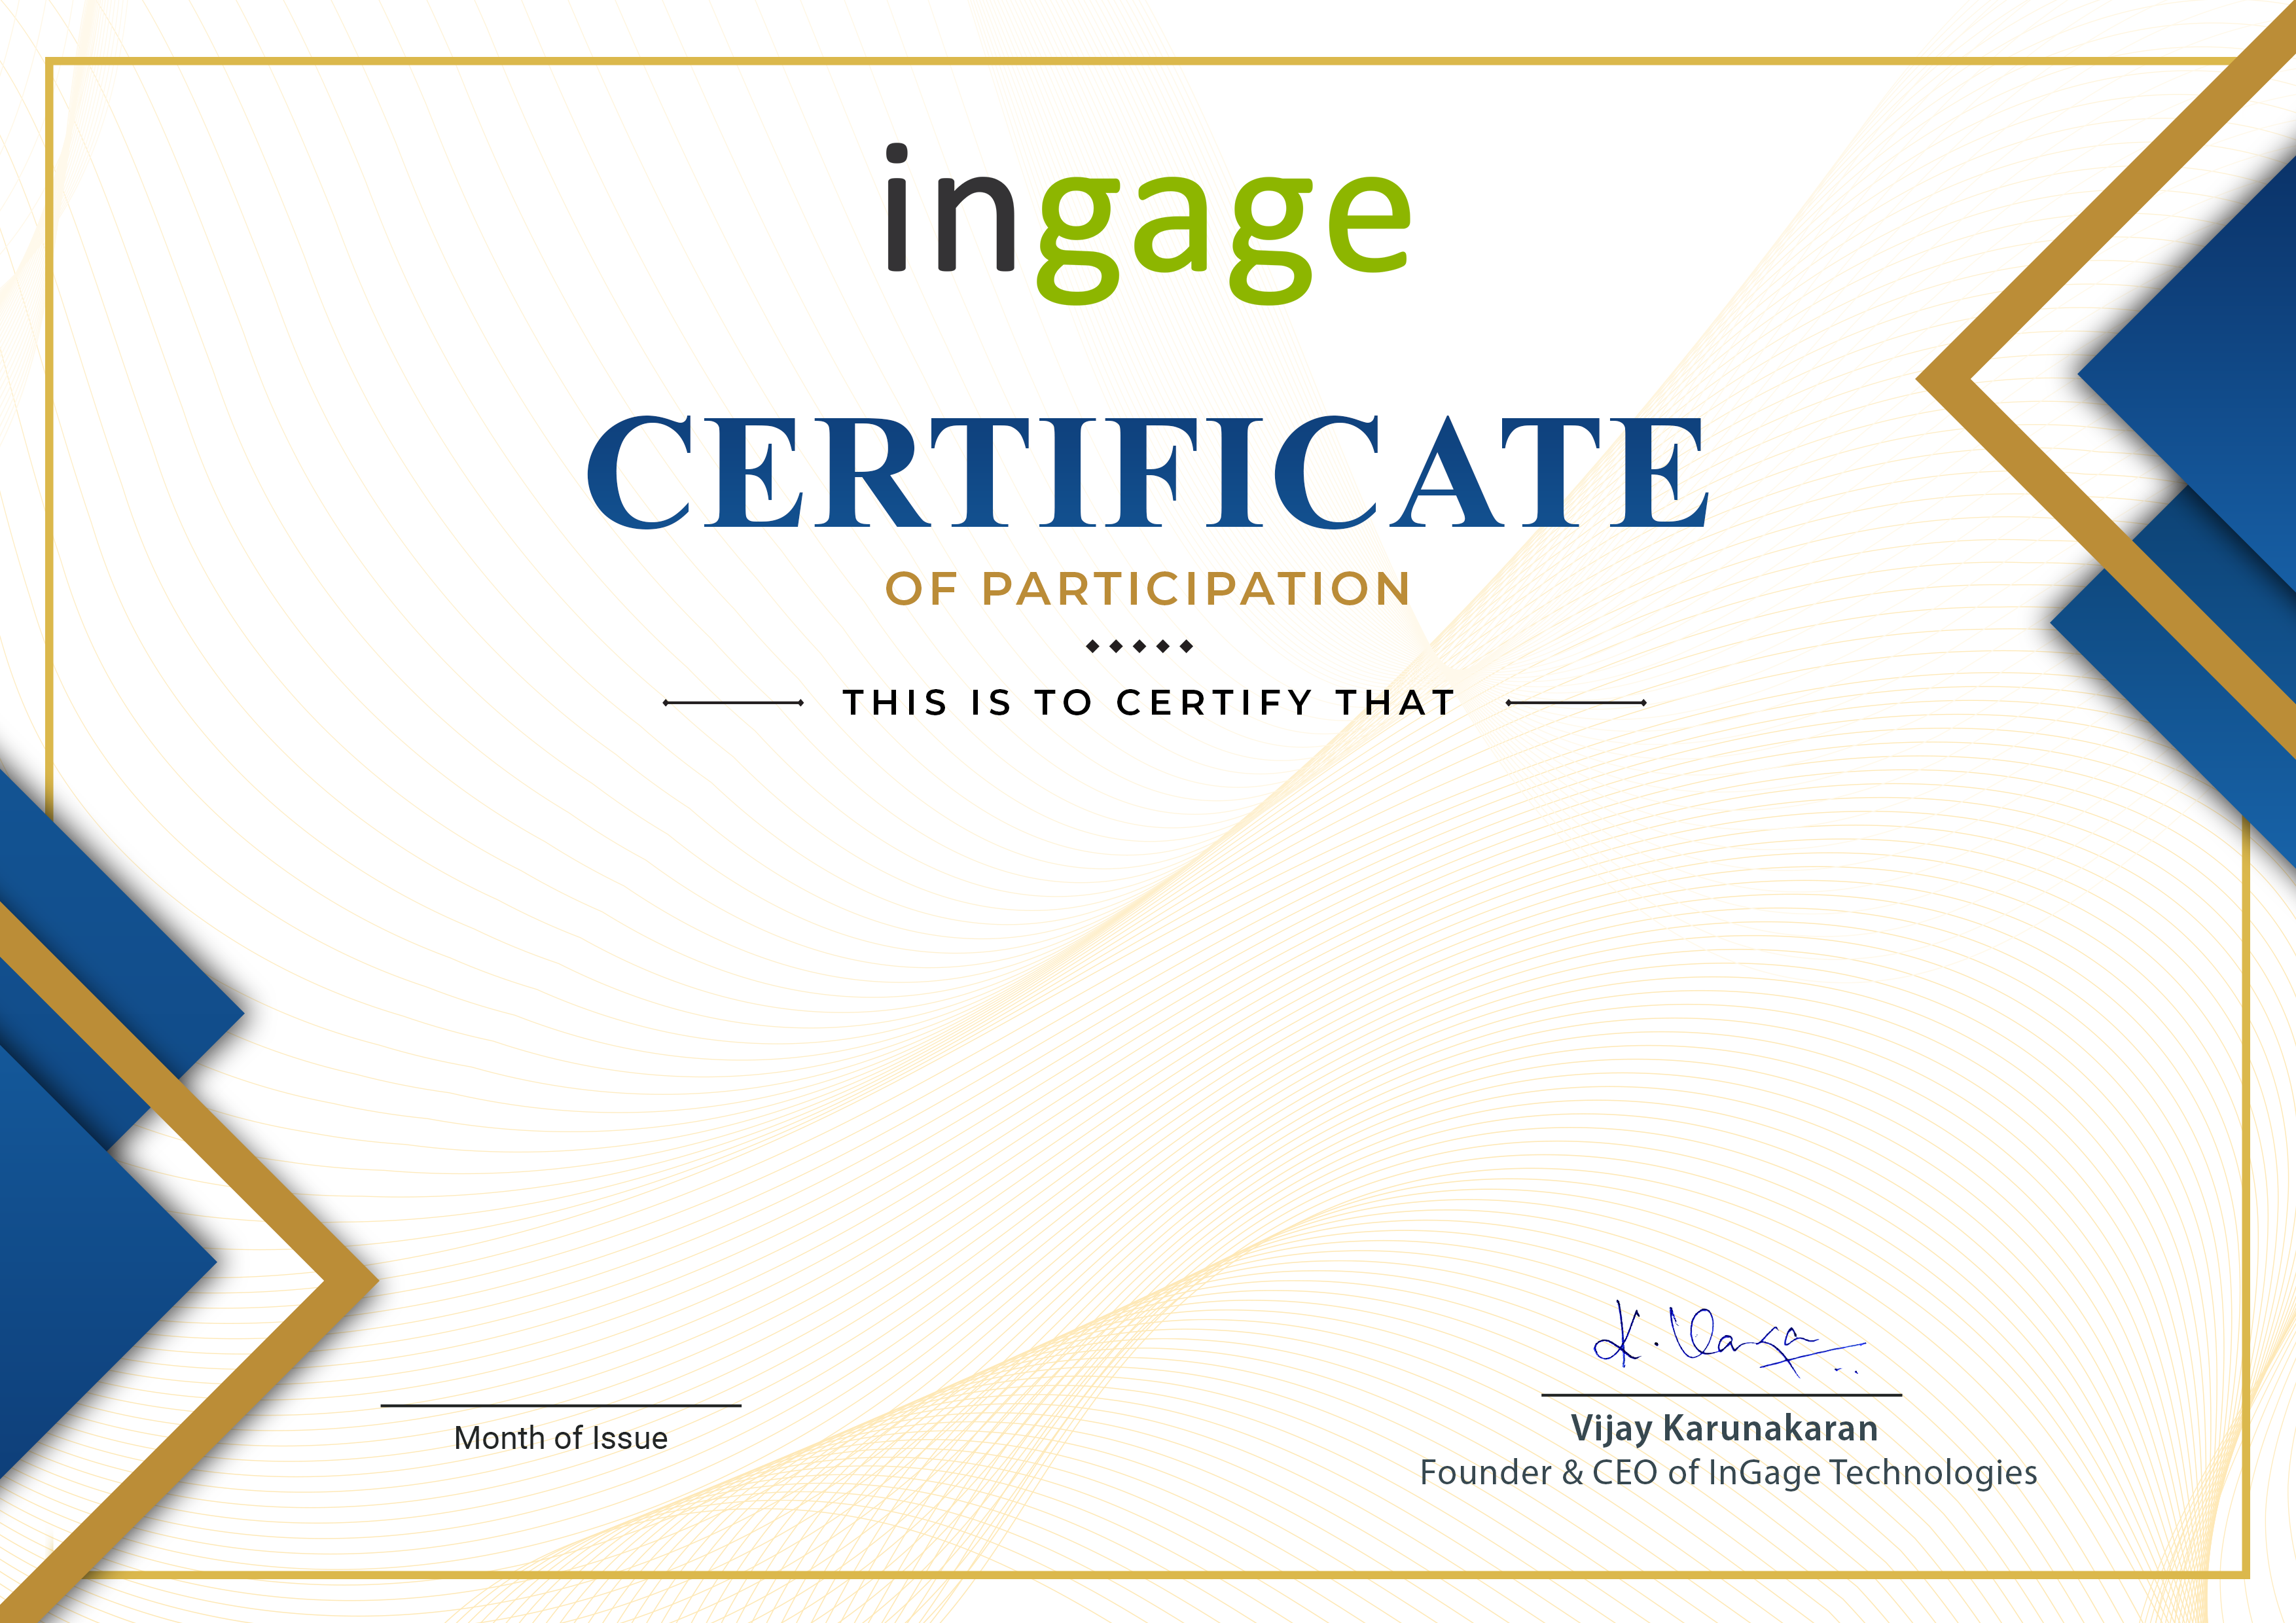 ingage
CERTIFICATE
OF PARTICIPATION
THIS IS TO CERTIFY THAT
Month of Issue
Vijay Karunakaran
Founder & CEO of InGage Technologies